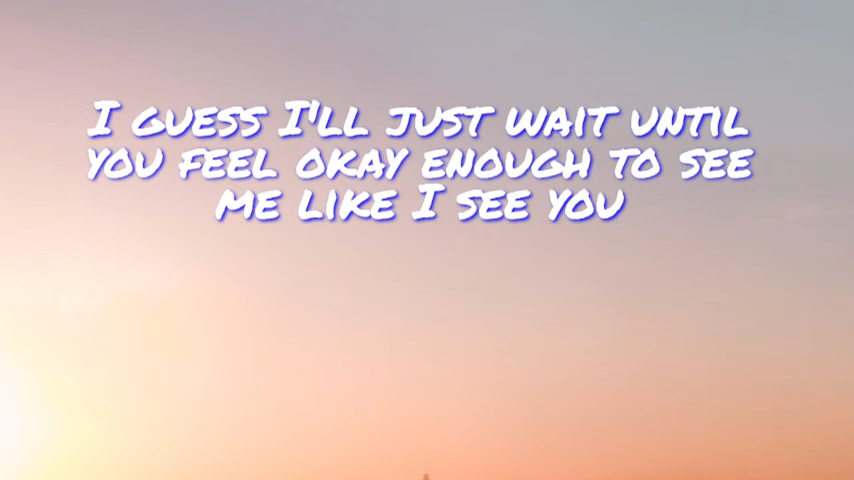 I GUESS I'LL JUST WAIT UNTIL
YOU FEEL OKAY ENOUGH TO SEE
ME LIKE I SEE YOU